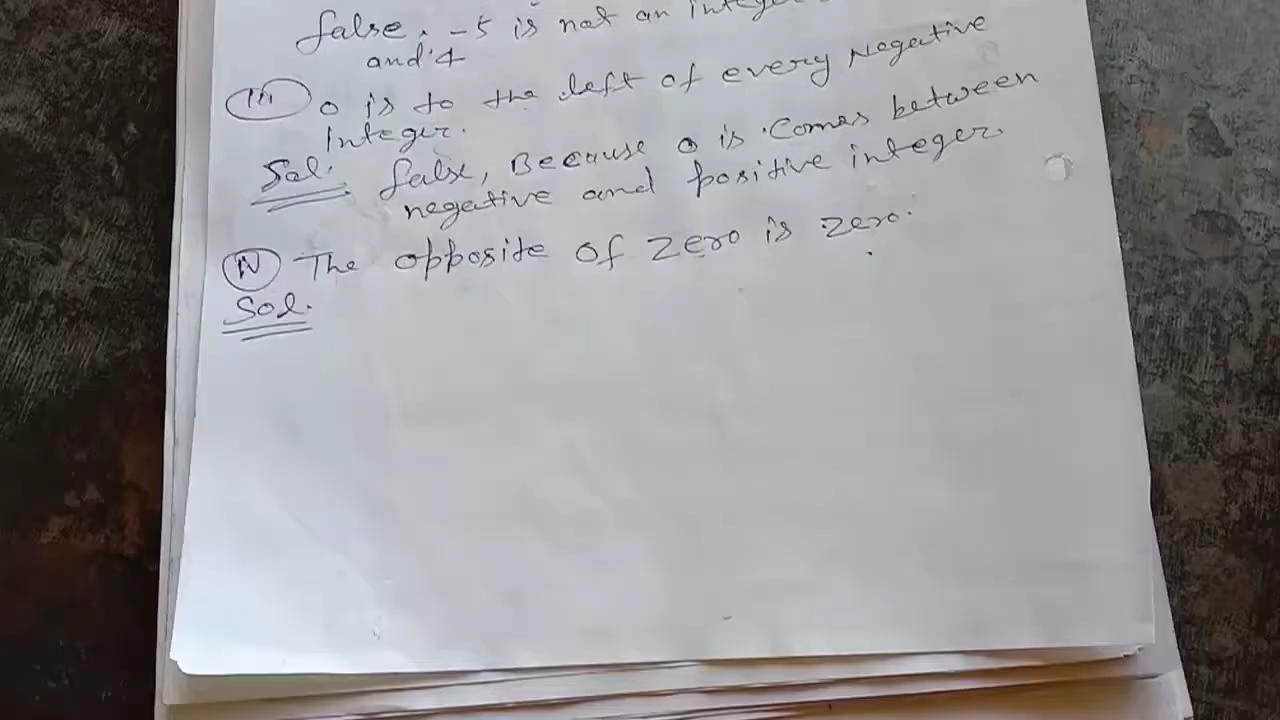 false. -5 is not an intege
and 4
(iii) 0 is to the left of every Negative
Integer.
Sol. false, Because 0 is comes between
negative and positive integer.
(iv) The opposite of zero is zero.
Sol.